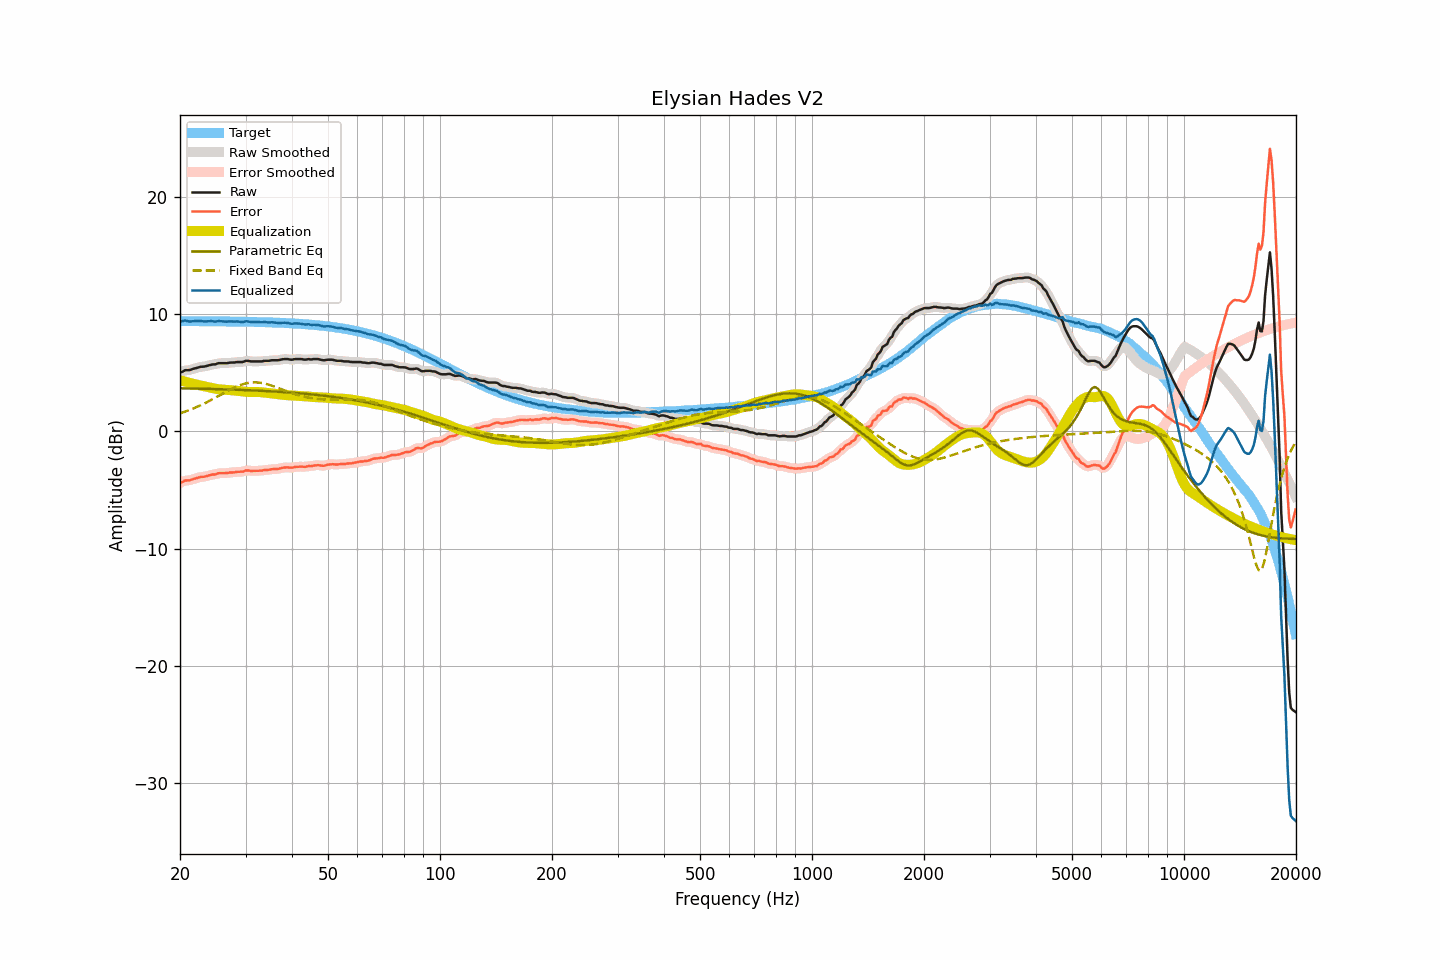 Elysian Hades V2
Target
Raw Smoothed
Error Smoothed
Raw
Error
Equalization
Parametric Eq
Fixed Band Eq
Equalized
20
10
0
−10
−20
−30
Amplitude (dBr)
20 50 100 200 500 1000 2000 5000 10000 20000
Frequency (Hz)